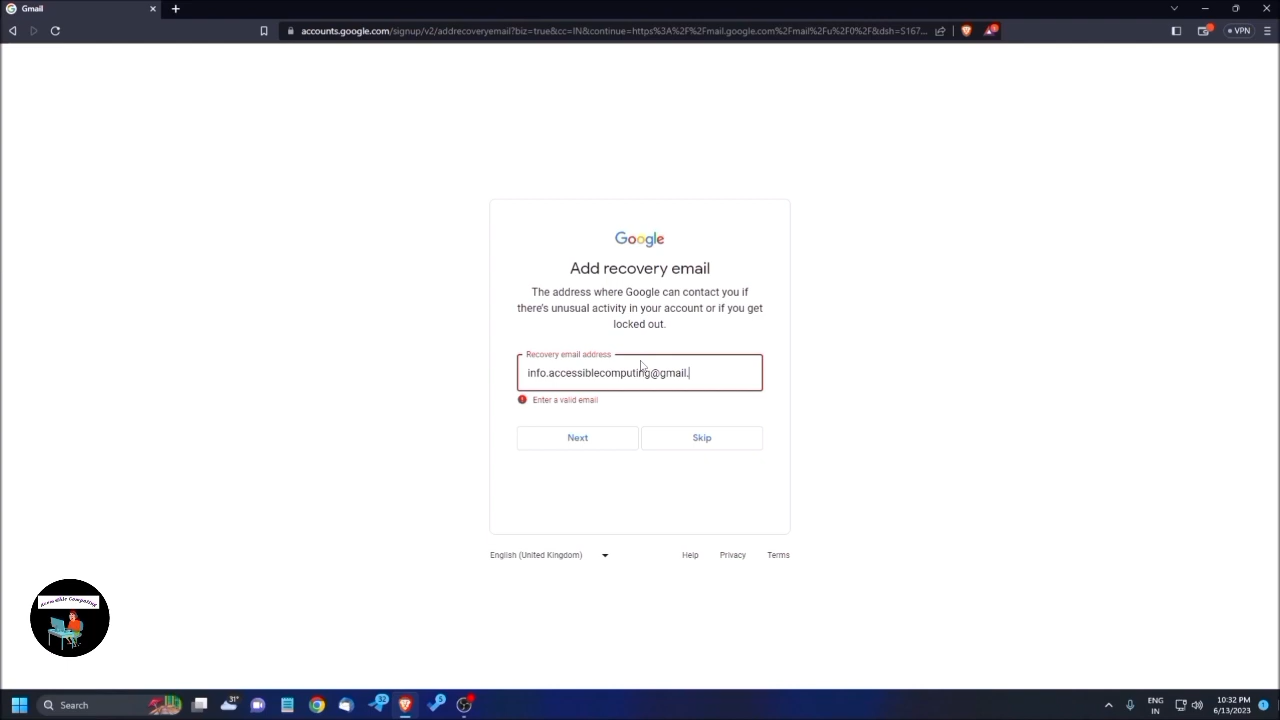 Gmail
accounts.google.com/signup/v2/addrecoveryemail?biz=true&cc=IN&continue=https%3A%2F%2Fmail.google.com%2Fmail%2Fu%2F0%2F&dsh=S167...
VPN
Google
Add recovery email
The address where Google can contact you if
there's unusual activity in your account or if you get
locked out.
Recovery email address
info.accessiblecomputing@gmail.
Enter a valid email
Next
Skip
English (United Kingdom)
Help
Privacy
Terms
Accessible Computing
Search
31°
32
5
ENG
IN
10:32 PM
6/13/2023